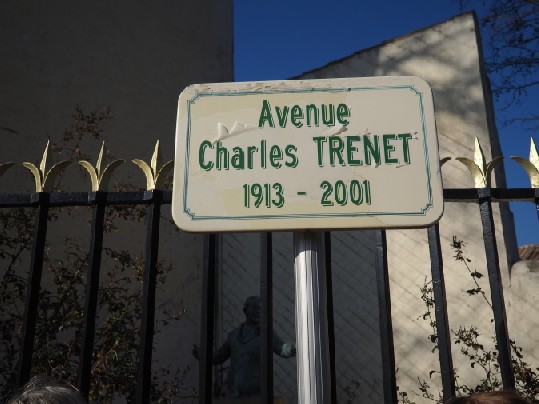 Avenue
Charles TRENET
1913 - 2001